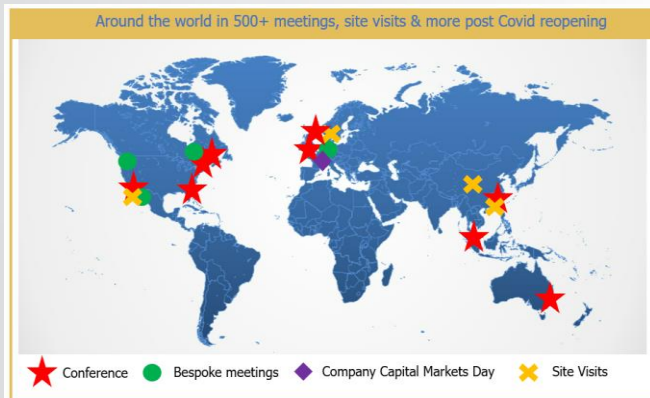 Around the world in 500+ meetings, site visits & more post Covid reopening
Conference Bespoke meetings Company Capital Markets Day Site Visits